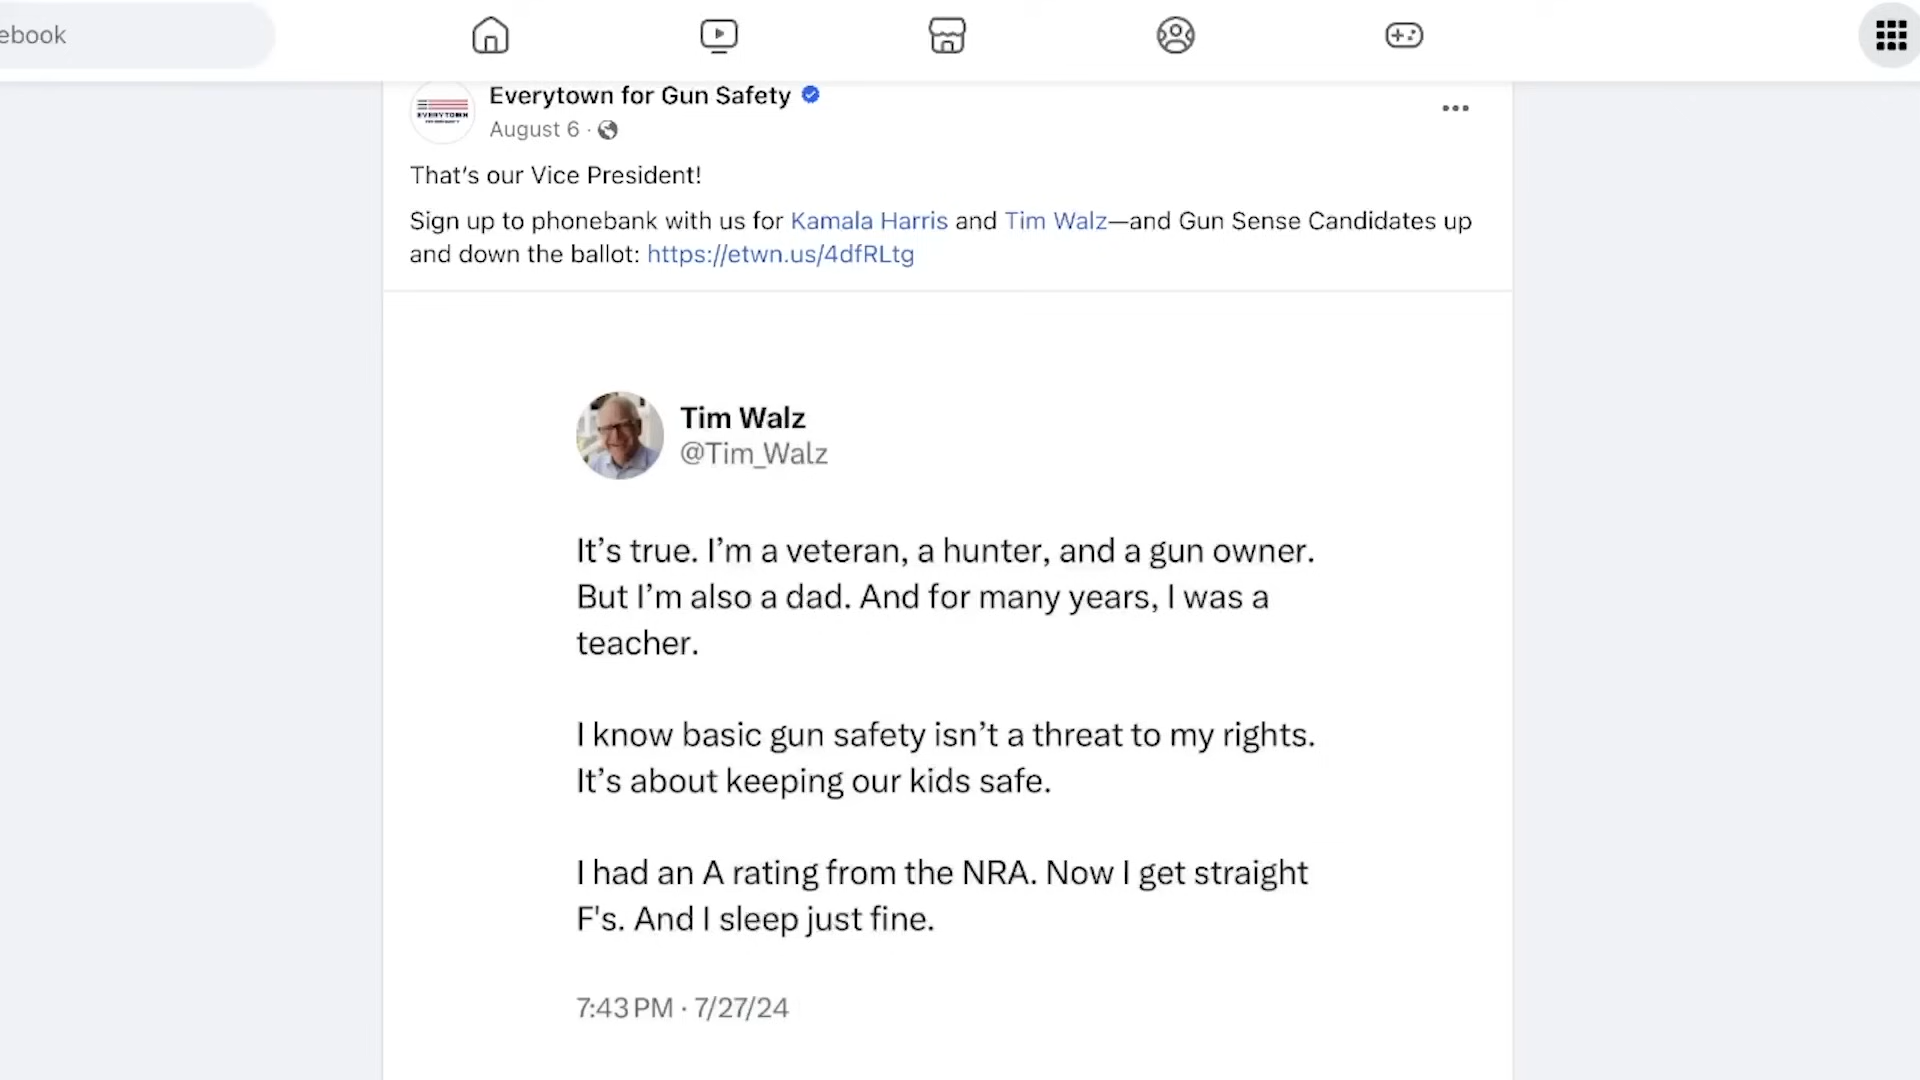 ebook
Everytown for Gun Safety
August 6 ·
That's our Vice President!
Sign up to phonebank with us for Kamala Harris and Tim Walz—and Gun Sense Candidates up
and down the ballot: https://etwn.us/4dfRLtg
EVERYTOWN
Tim Walz
@Tim_Walz
It’s true. I’m a veteran, a hunter, and a gun owner.
But I’m also a dad. And for many years, I was a
teacher.
I know basic gun safety isn’t a threat to my rights.
It’s about keeping our kids safe.
I had an A rating from the NRA. Now I get straight
F's. And I sleep just fine.
7:43 PM · 7/27/24